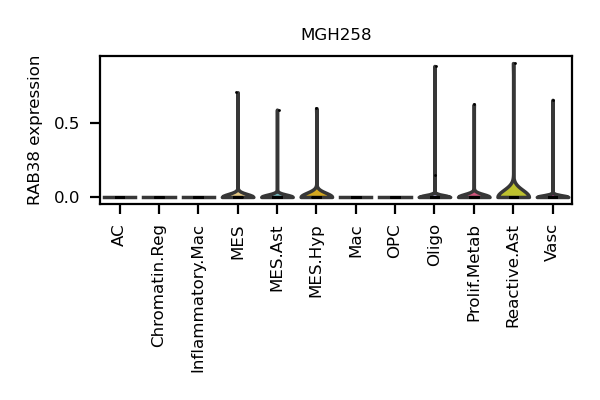 MGH258
RAB38 expression
0.5
0.0
AC
Chromatin.Reg
Inflammatory.Mac
MES
MES.Ast
MES.Hyp
Mac
OPC
Oligo
Prolif.Metab
Reactive.Ast
Vasc